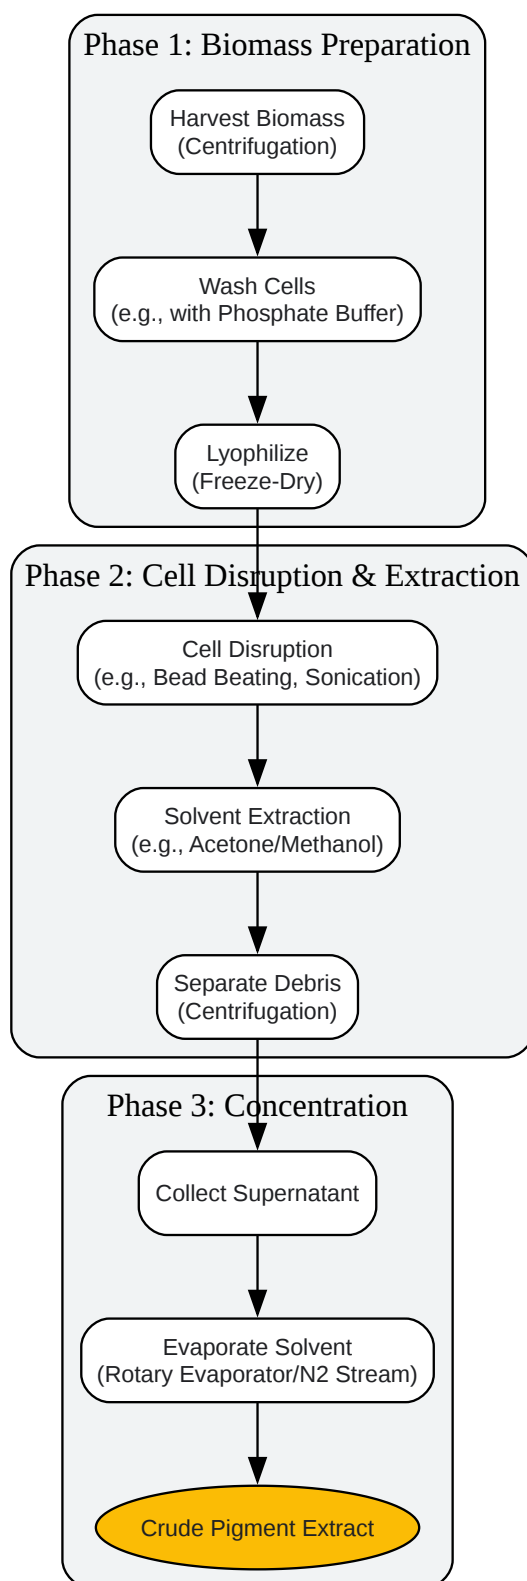 Phase 1: Biomass Preparation
Harvest Biomass
(Centrifugation)
Wash Cells
(e.g., with Phosphate Buffer)
Lyophilize
(Freeze-Dry)
Phase 2: Cell Disruption & Extraction
Cell Disruption
(e.g., Bead Beating, Sonication)
Solvent Extraction
(e.g., Acetone/Methanol)
Separate Debris
(Centrifugation)
Phase 3: Concentration
Collect Supernatant
Evaporate Solvent
(Rotary Evaporator/N2 Stream)
Crude Pigment Extract